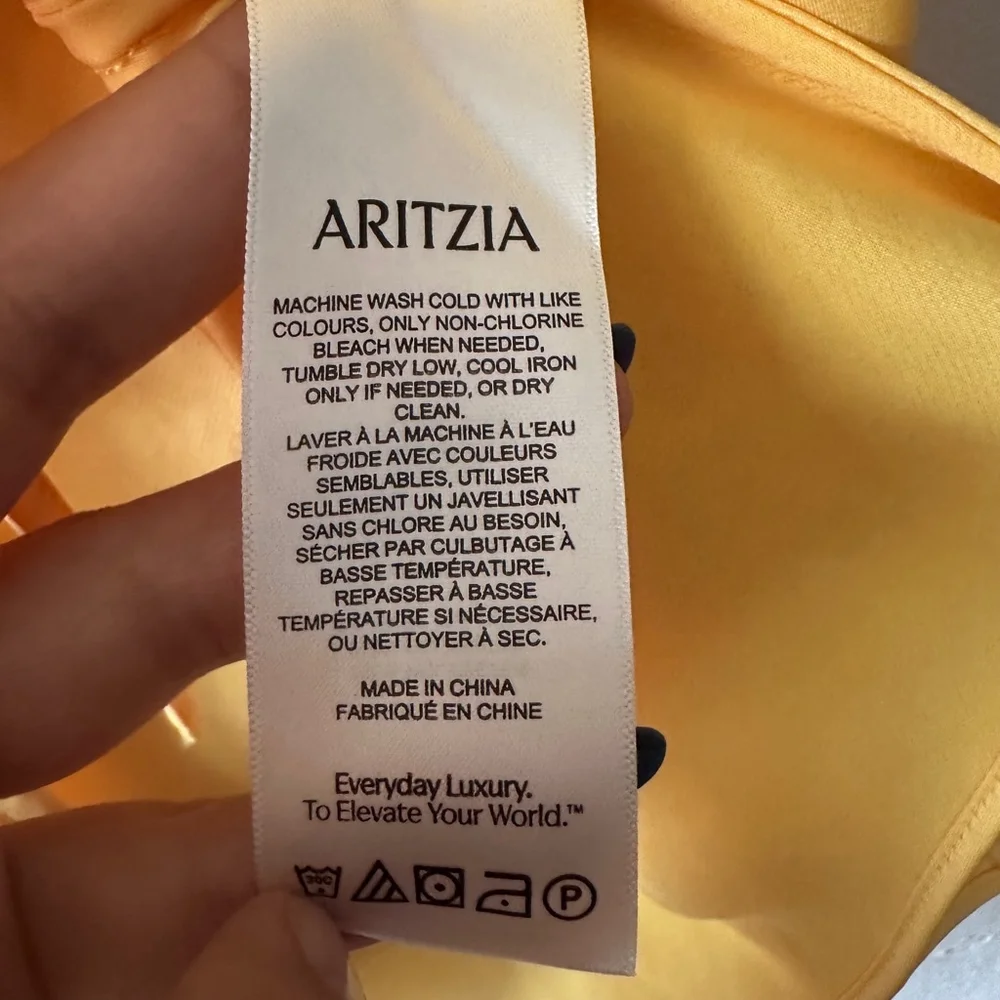 ARITZIA
MACHINE WASH COLD WITH LIKE
COLOURS, ONLY NON-CHLORINE
BLEACH WHEN NEEDED,
TUMBLE DRY LOW, COOL IRON
ONLY IF NEEDED, OR DRY
CLEAN.
LAVER À LA MACHINE À L'EAU
FROIDE AVEC COULEURS
SEMBLABLES, UTILISER
SEULEMENT UN JAVELLISANT
SANS CHLORE AU BESOIN,
SÉCHER PAR CULBUTAGE À
BASSE TEMPÉRATURE,
REPASSER À BASSE
TEMPÉRATURE SI NÉCESSAIRE,
OU NETTOYER À SEC.
MADE IN CHINA
FABRIQUÉ EN CHINE
Everyday Luxury.
To Elevate Your World.™
30C P